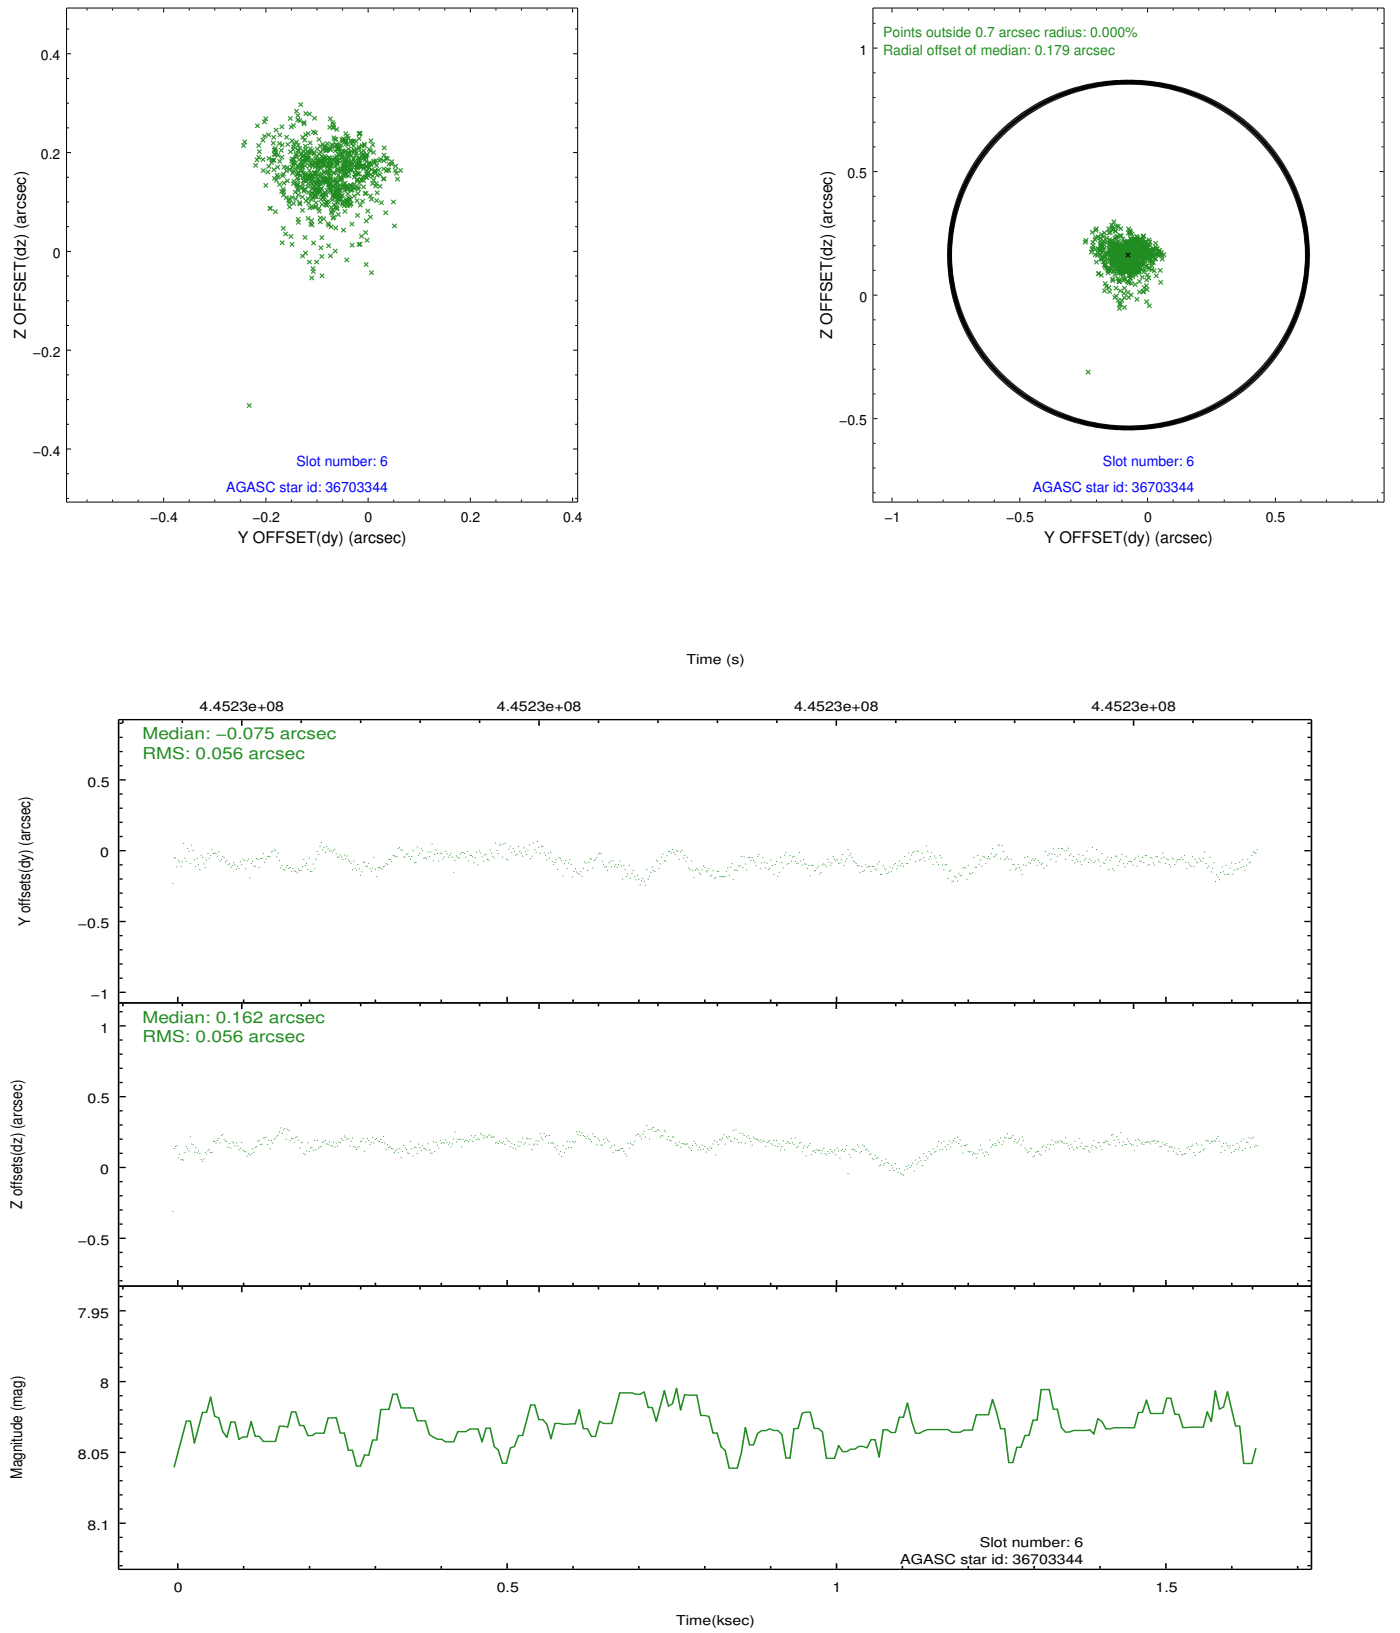 0.4
0.2
0
−0.2
−0.4
Z OFFSET(dz) (arcsec)
Slot number: 6
AGASC star id: 36703344
−0.4
−0.2
0
0.2
0.4
Y OFFSET(dy) (arcsec)
Points outside 0.7 arcsec radius: 0.000%
Radial offset of median: 0.179 arcsec
1
0.5
0
−0.5
Z OFFSET(dz) (arcsec)
Slot number: 6
AGASC star id: 36703344
−1
−0.5
0
0.5
Y OFFSET(dy) (arcsec)
Time (s)
4.4523e+08
4.4523e+08
4.4523e+08
4.4523e+08
Median: −0.075 arcsec
RMS: 0.056 arcsec
0.5
0
−0.5
−1
Y offsets(dy) (arcsec)
Median: 0.162 arcsec
RMS: 0.056 arcsec
1
0.5
0
−0.5
Z offsets(dz) (arcsec)
7.95
8
8.05
8.1
Magnitude (mag)
Slot number: 6
AGASC star id: 36703344
0
0.5
1
1.5
Time(ksec)